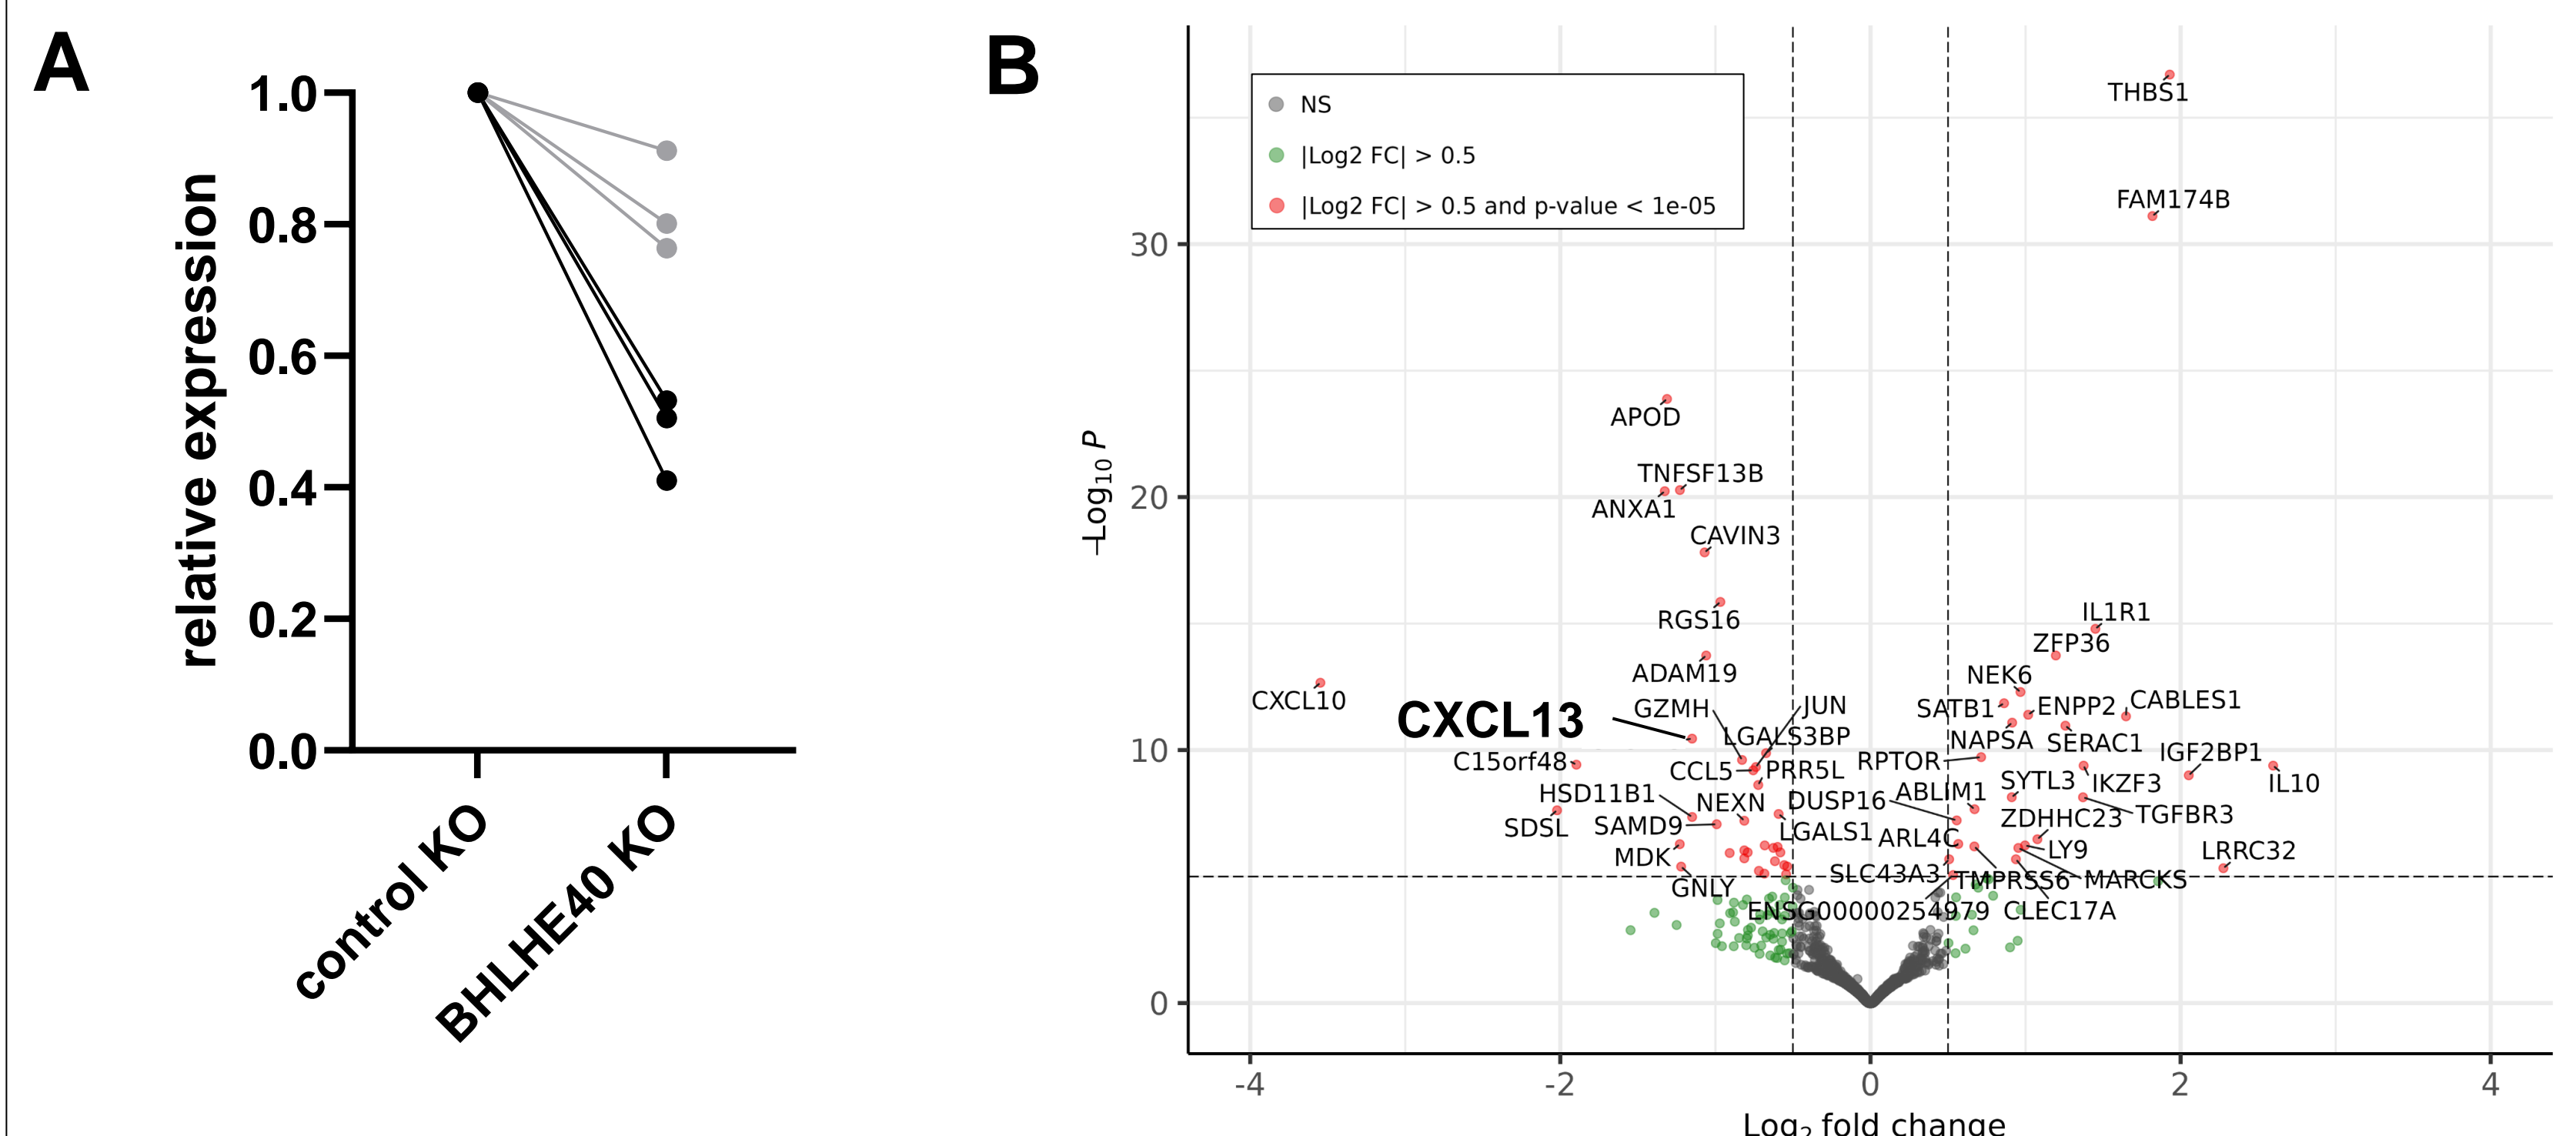 A
1.0
0.8
0.6
0.4
0.2
0.0
relative expression
control KO
BHLHE40 KO
B
NS
|Log2 FC| > 0.5
|Log2 FC| > 0.5 and p-value < 1e-05
30
20
10
0
–Log10 P
THBS1
FAM174B
APOD
TNFSF13B
ANXA1
CAVIN3
RGS16
IL1R1
ZFP36
ADAM19
NEK6
CXCL10
CXCL13
GZMH
JUN
SATB1
ENPP2
CABLES1
LGALS3BP
NAPSA
SERAC1
C15orf48
CCL5
PRR5L
RPTOR
IGF2BP1
SYTL3
IKZF3
IL10
HSD11B1
NEXN
DUSP16
ABLIM1
TGFBR3
SDSL
SAMD9
LGALS1
ARL4C
ZDHHC23
MDK
LY9
LRRC32
GNLY
SLC43A3
TMPRSS6
MARCKS
ENSG00000254979
CLEC17A
-4
-2
0
2
4
Log2 fold change